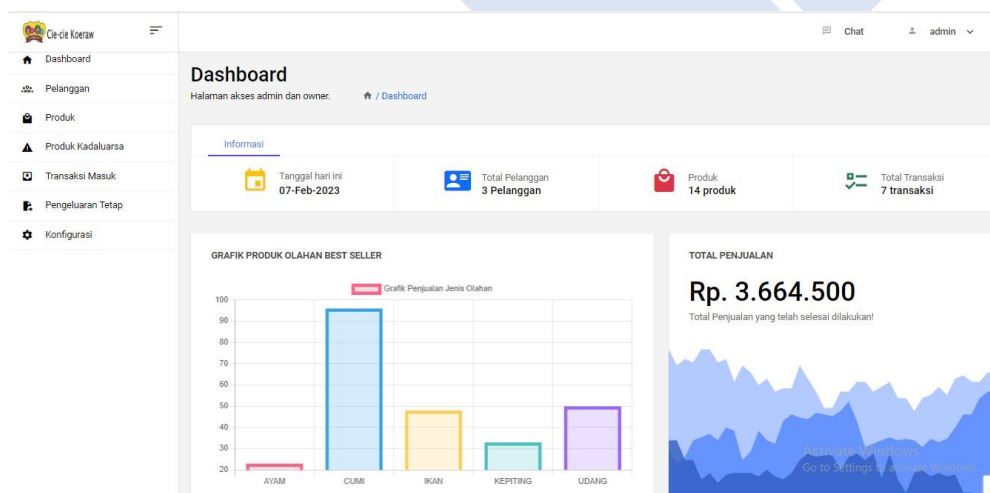 Cie-cie Koeraw
Chat
admin
Dashboard
Pelanggan
Produk
Produk Kadaluarsa
Transaksi Masuk
Pengeluaran Tetap
Konfigurasi
Dashboard
Halaman akses admin dan owner.
/ Dashboard
Informasi
Tanggal hari ini
07-Feb-2023
Total Pelanggan
3 Pelanggan
Produk
14 produk
Total Transaksi
7 transaksi
GRAFIK PRODUK OLAHAN BEST SELLER
Grafik Penjualan Jenis Olahan
100
90
80
70
60
50
40
30
20
AYAM
CUMI
IKAN
KEPITING
UDANG
TOTAL PENJUALAN
Rp. 3.664.500
Total Penjualan yang telah selesai dilakukan!
Activate Windows
Go to Settings to activate Windows.